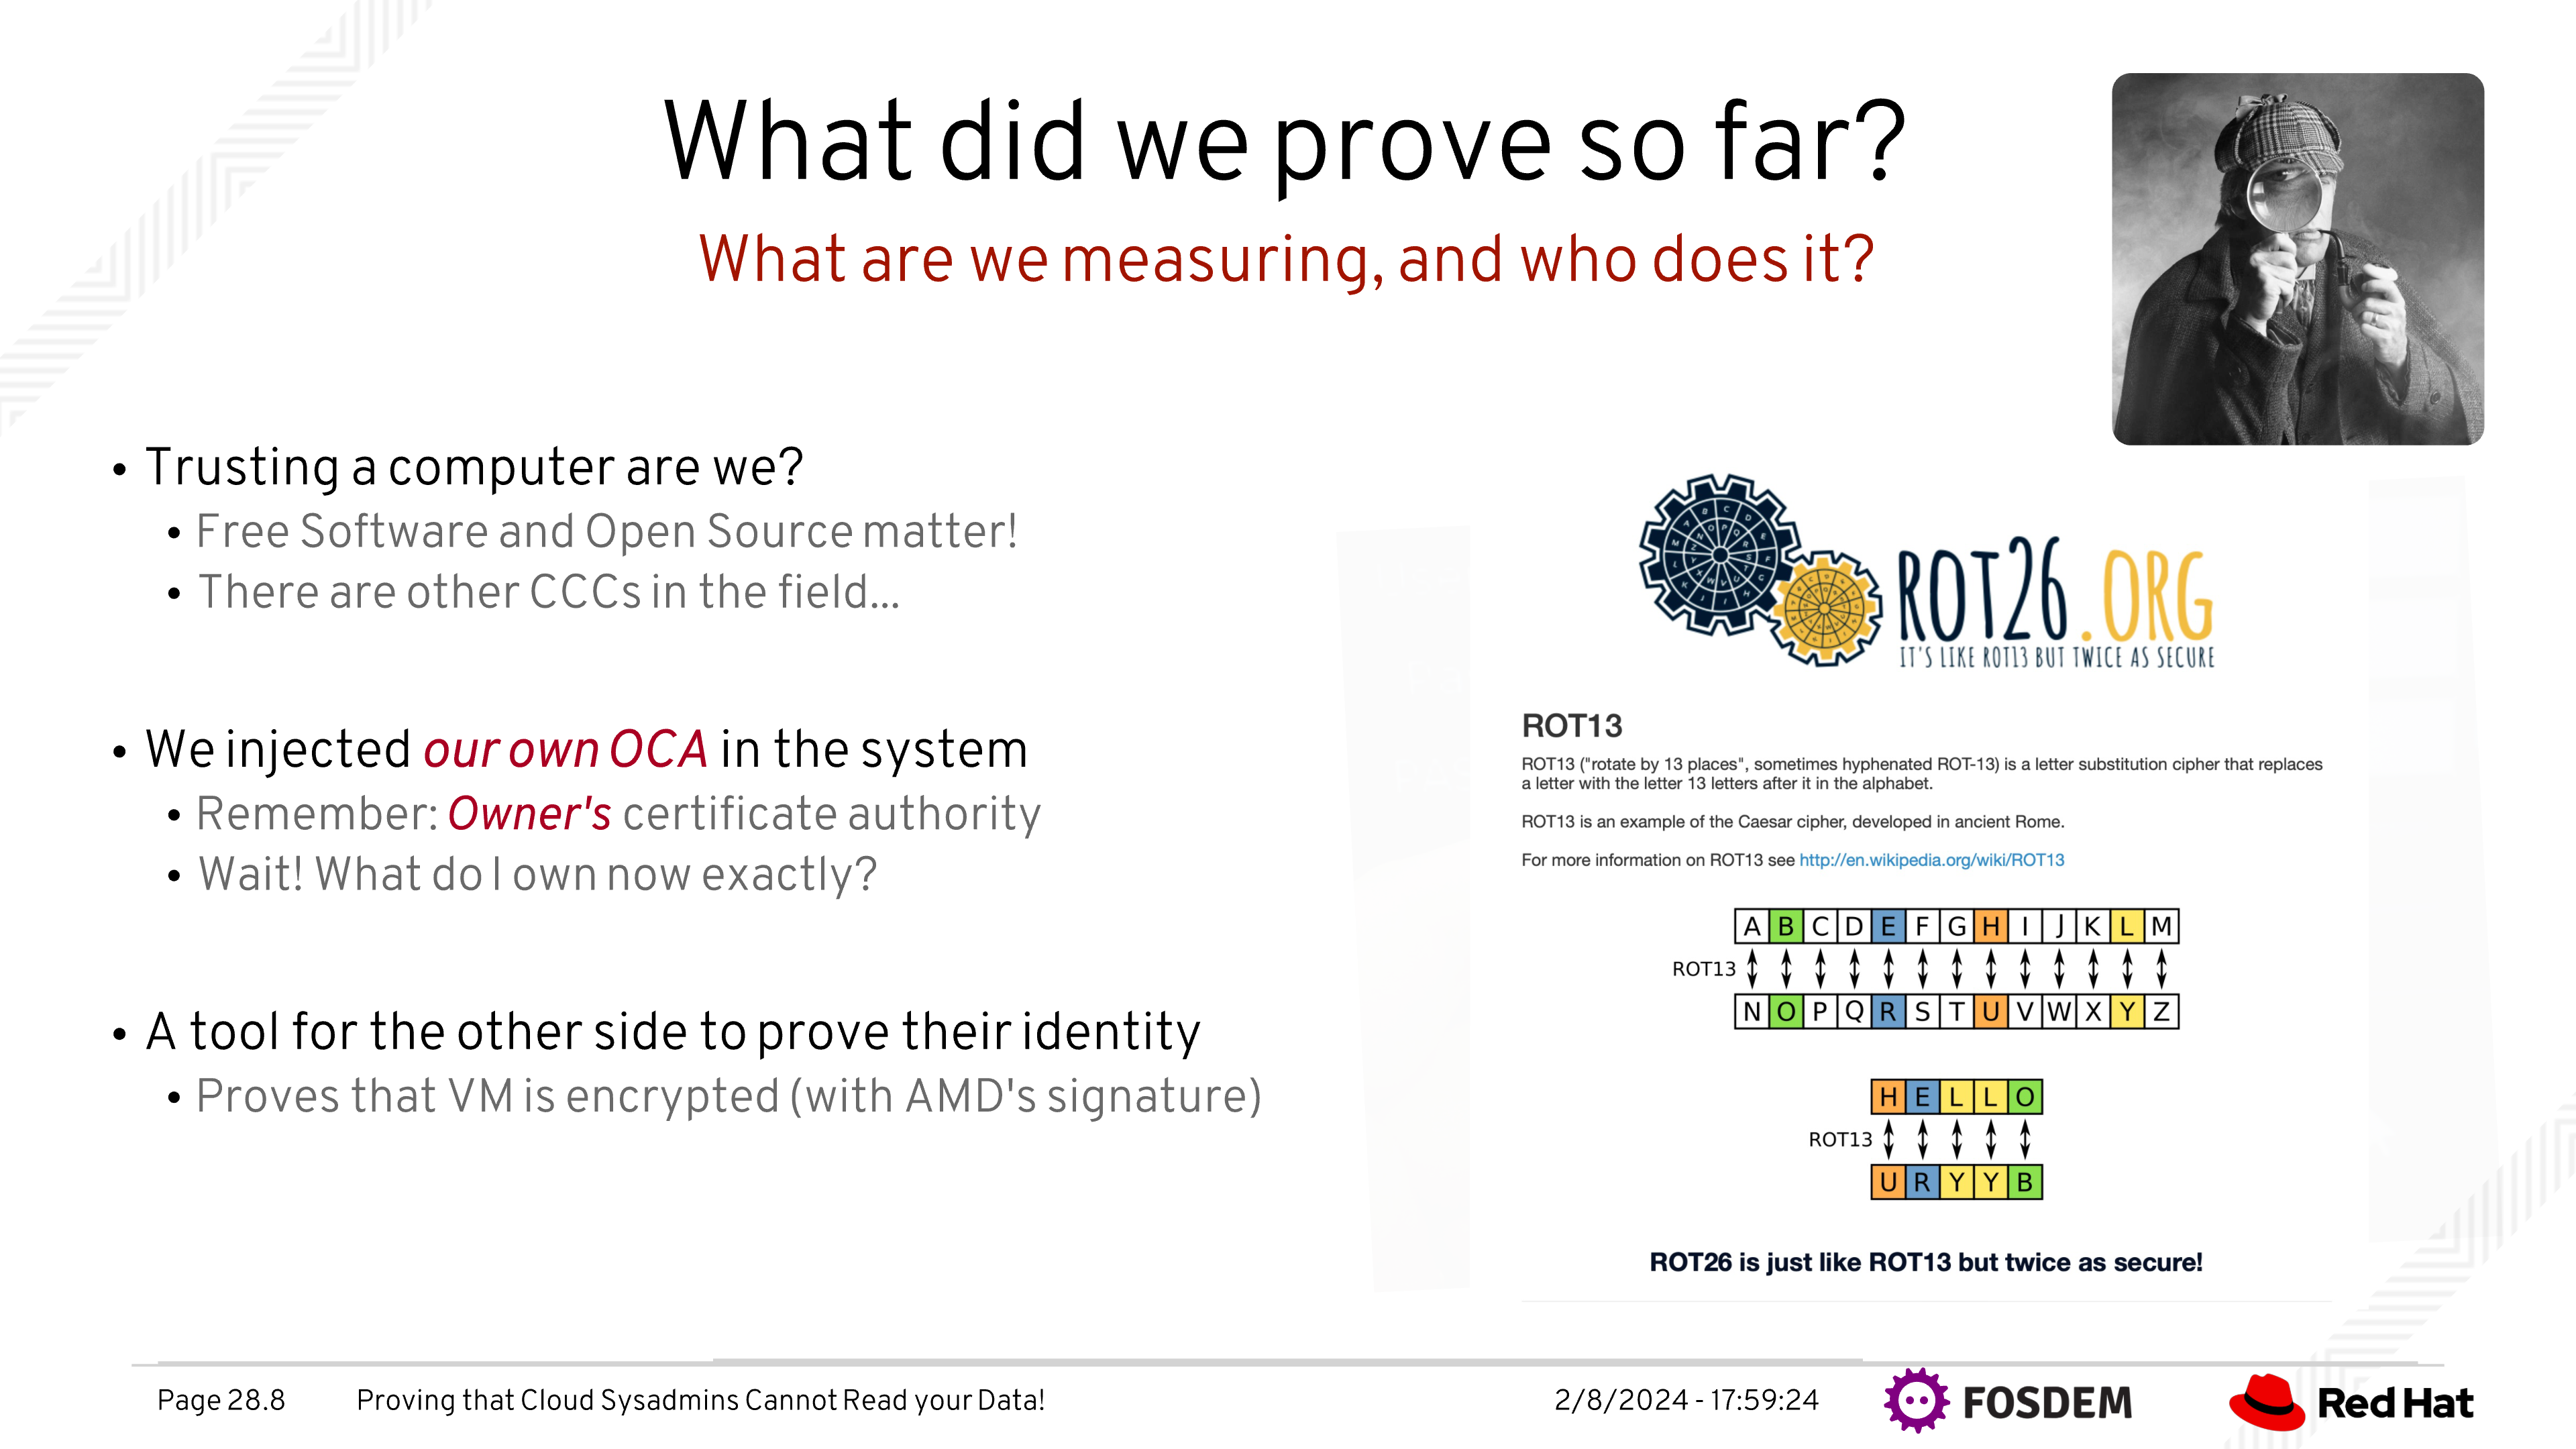 What did we prove so far?
What are we measuring, and who does it?
• Trusting a computer are we?
• Free Software and Open Source matter!
• There are other CCCs in the field...
• We injected our own OCA in the system
• Remember: Owner's certificate authority
• Wait! What do I own now exactly?
• A tool for the other side to prove their identity
• Proves that VM is encrypted (with AMD's signature)
ROT26.ORG
IT'S LIKE ROT13 BUT TWICE AS SECURE
ROT13
ROT13 ("rotate by 13 places", sometimes hyphenated ROT-13) is a letter substitution cipher that replaces
a letter with the letter 13 letters after it in the alphabet.
ROT13 is an example of the Caesar cipher, developed in ancient Rome.
For more information on ROT13 see http://en.wikipedia.org/wiki/ROT13
A B C D E F G H I J K L M
ROT13
N O P Q R S T U V W X Y Z
H E L L O
ROT13
U R Y Y B
ROT26 is just like ROT13 but twice as secure!
Page 28.8 Proving that Cloud Sysadmins Cannot Read your Data! 2/8/2024 - 17:59:24 FOSDEM Red Hat